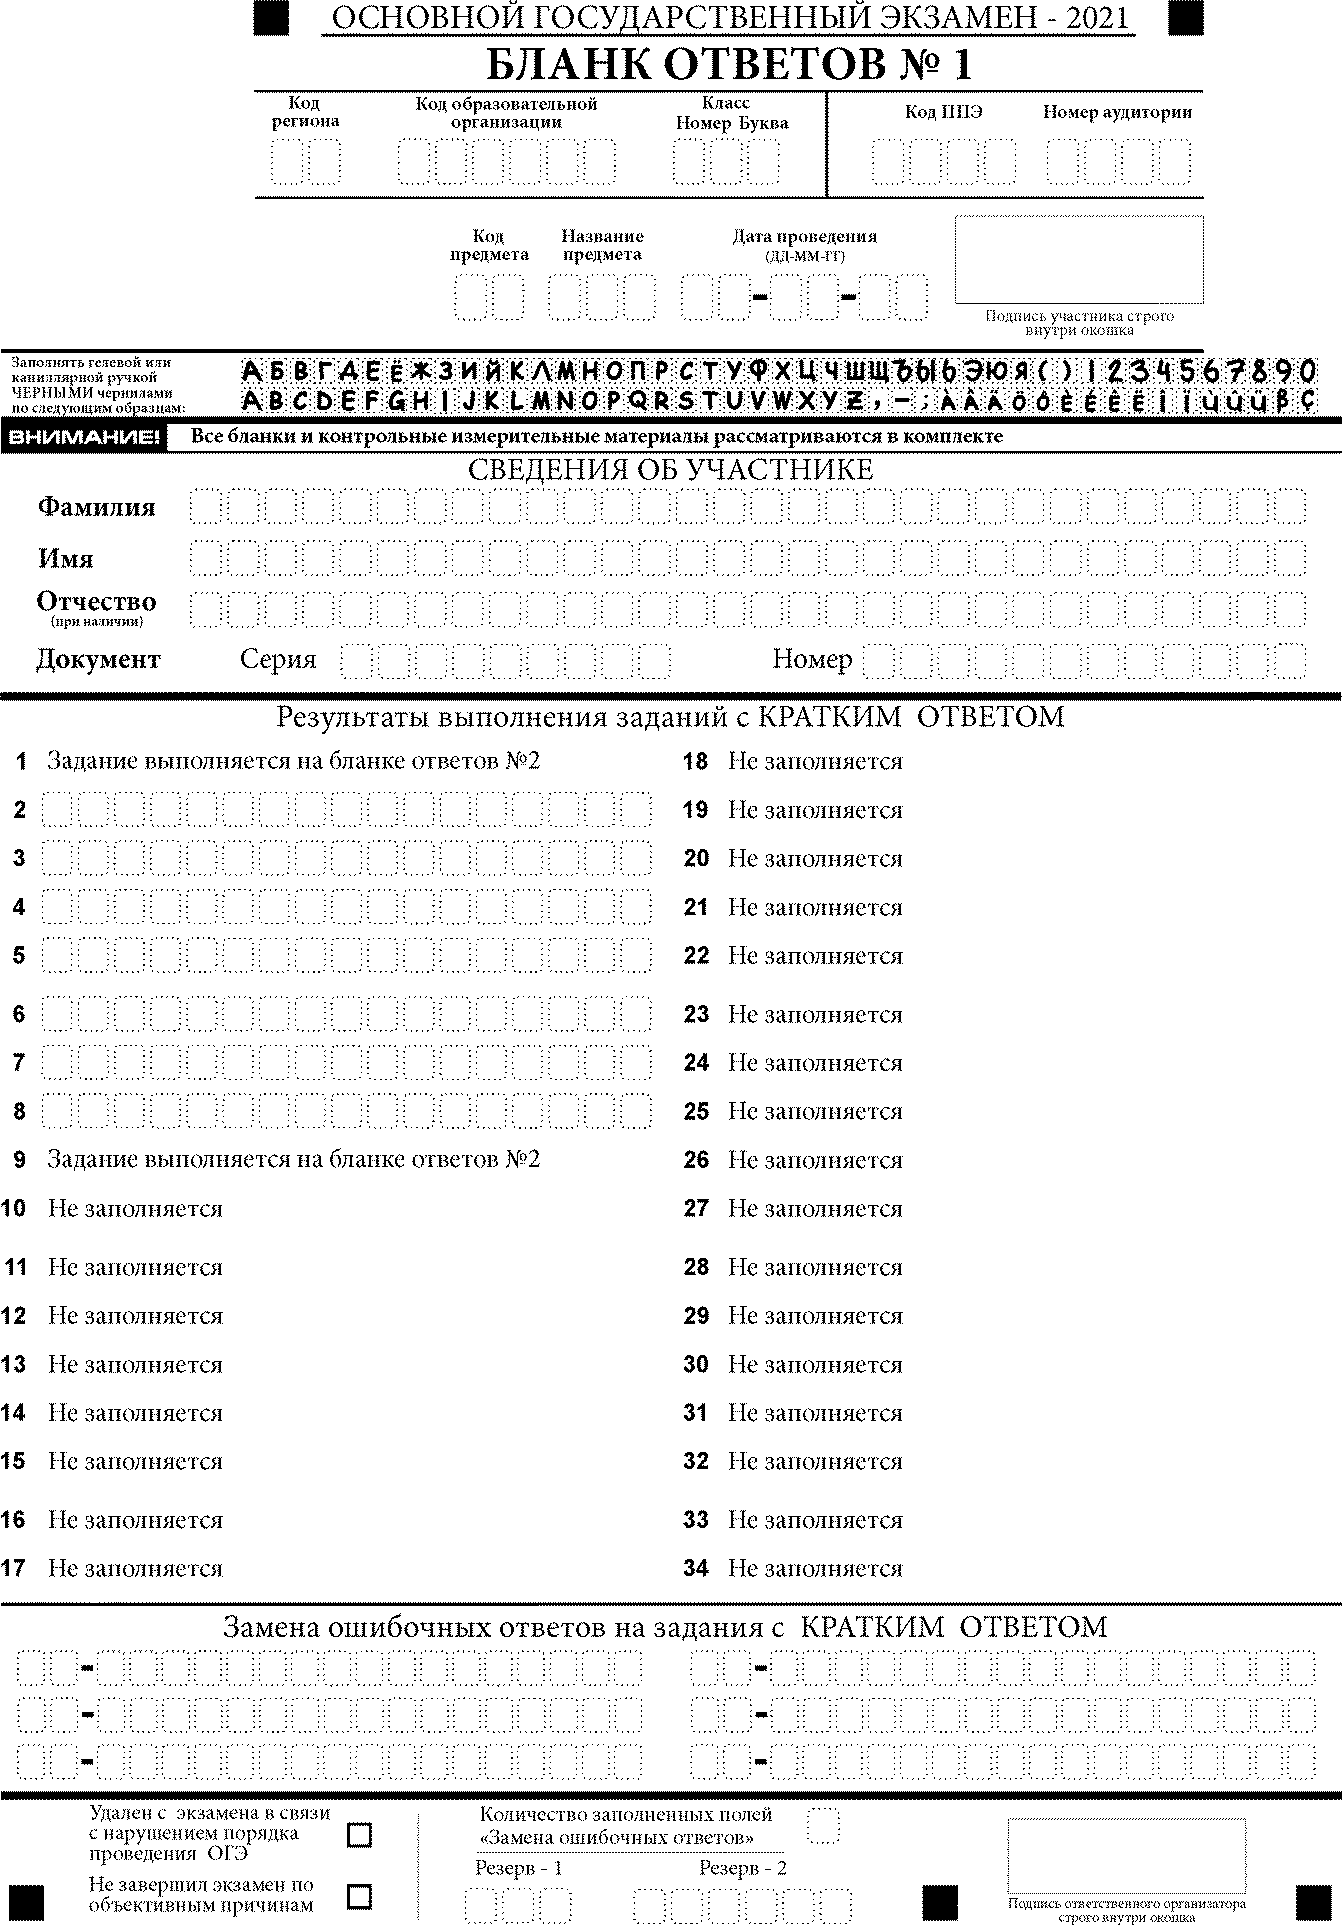 ОСНОВНОЙ ГОСУДАРСТВЕННЫЙ ЭКЗАМЕН - 2021
БЛАНК ОТВЕТОВ № 1
Код региона
Код образовательной организации
Класс
Номер Буква
Код ППЭ
Номер аудитории
Код предмета
Название предмета
Дата проведения
(ДД-ММ-ГГ)
Подпись участника строго
внутри окошка
Заполнять гелевой или
капиллярной ручкой
ЧЕРНЫМИ чернилами
по следующим образцам:
АБВГДЕЁЖЗИЙКЛМНОПРСТУФХЦЧШЩЪЫЬЭЮЯ()1234567890
ABCDEFGHIJKLMNOPQRSTUVWXYZ,-;
ВНИМАНИЕ! Все бланки и контрольные измерительные материалы рассматриваются в комплекте
СВЕДЕНИЯ ОБ УЧАСТНИКЕ
Фамилия
Имя
Отчество
(при наличии)
Документ Серия Номер
Результаты выполнения заданий с КРАТКИМ ОТВЕТОМ
1 Задание выполняется на бланке ответов №2
2
3
4
5
6
7
8
9 Задание выполняется на бланке ответов №2
10 Не заполняется
11 Не заполняется
12 Не заполняется
13 Не заполняется
14 Не заполняется
15 Не заполняется
16 Не заполняется
17 Не заполняется
18 Не заполняется
19 Не заполняется
20 Не заполняется
21 Не заполняется
22 Не заполняется
23 Не заполняется
24 Не заполняется
25 Не заполняется
26 Не заполняется
27 Не заполняется
28 Не заполняется
29 Не заполняется
30 Не заполняется
31 Не заполняется
32 Не заполняется
33 Не заполняется
34 Не заполняется
Замена ошибочных ответов на задания с КРАТКИМ ОТВЕТОМ
Удален с экзамена в связи
с нарушением порядка
проведения ОГЭ
Не завершил экзамен по
объективным причинам
Количество заполненных полей
«Замена ошибочных ответов»
Резерв - 1
Резерв - 2
Подпись ответственного организатора
строго внутри окошка